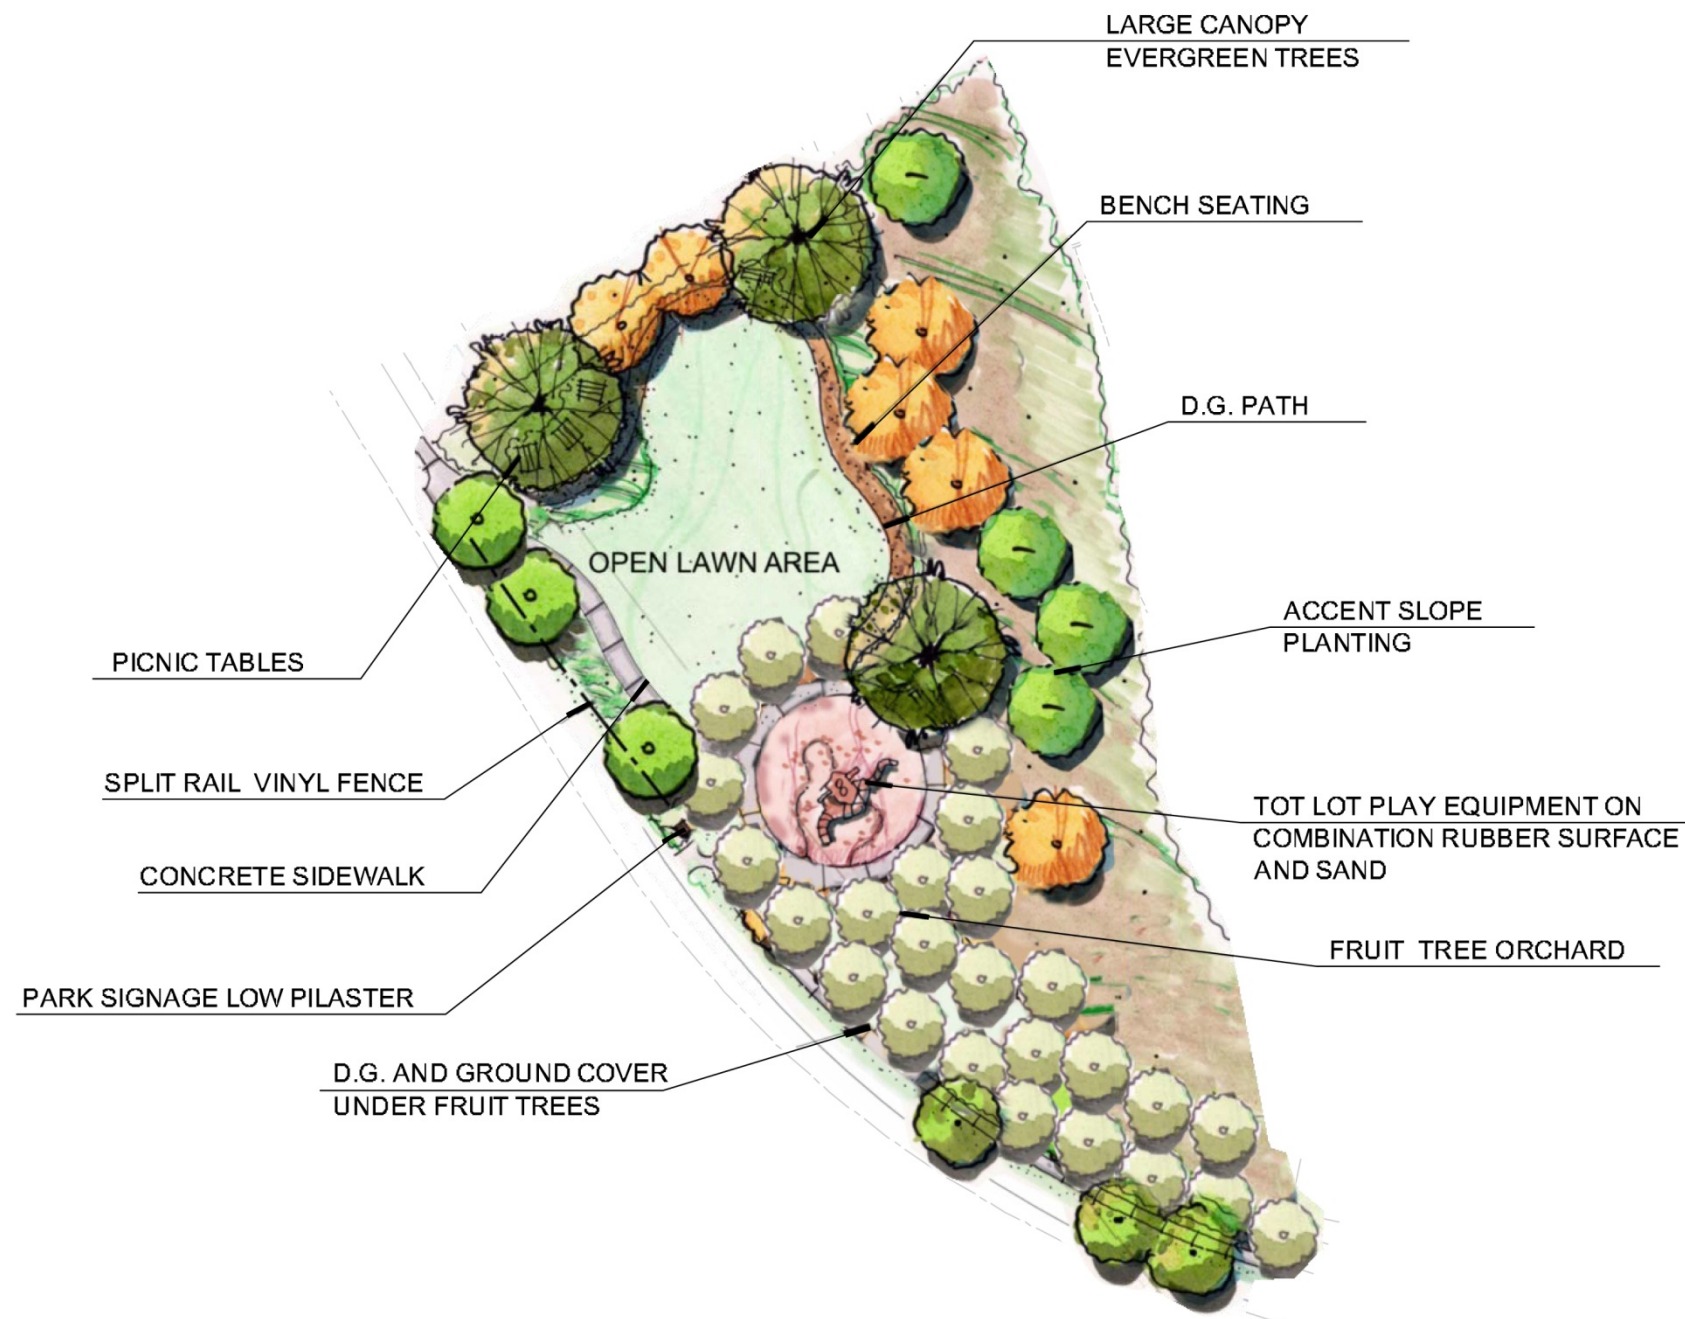 LARGE CANOPY
EVERGREEN TREES
BENCH SEATING
D.G. PATH
OPEN LAWN AREA
ACCENT SLOPE
PLANTING
PICNIC TABLES
SPLIT RAIL VINYL FENCE
TOT LOT PLAY EQUIPMENT ON
COMBINATION RUBBER SURFACE
AND SAND
CONCRETE SIDEWALK
FRUIT TREE ORCHARD
PARK SIGNAGE LOW PILASTER
D.G. AND GROUND COVER
UNDER FRUIT TREES